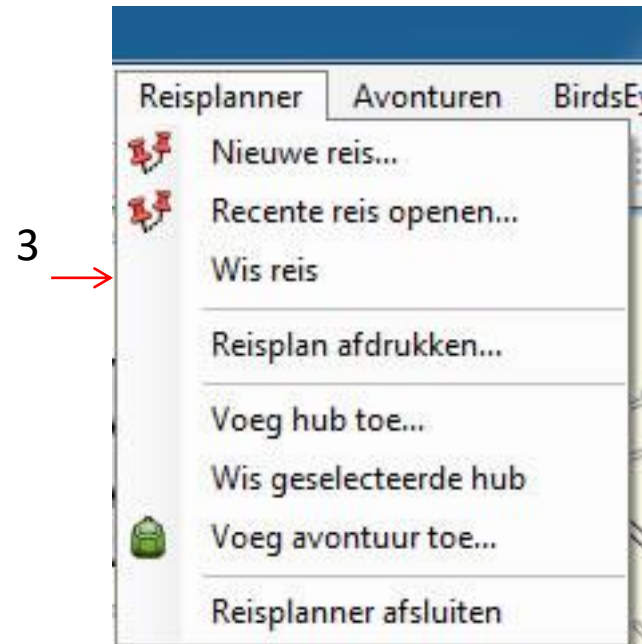 Reisplanner Avonturen BirdsEy
Nieuwe reis...
Recente reis openen...
3
Wis reis
Reisplan afdrukken...
Voeg hub toe...
Wis geselecteerde hub
Voeg avontuur toe...
Reisplanner afsluiten